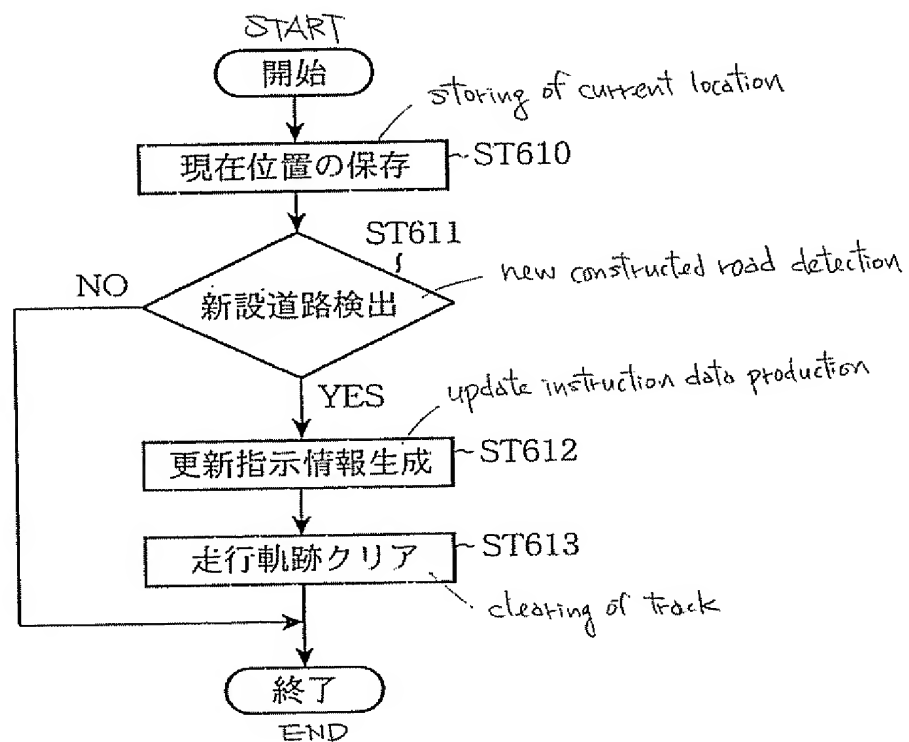 START
開始
storing of current location
現在位置の保存
ST610
ST611
new constructed road detection
NO
新設道路検出
YES
update instruction data production
更新指示情報生成
ST612
走行軌跡クリア
ST613
clearing of track
終了
END